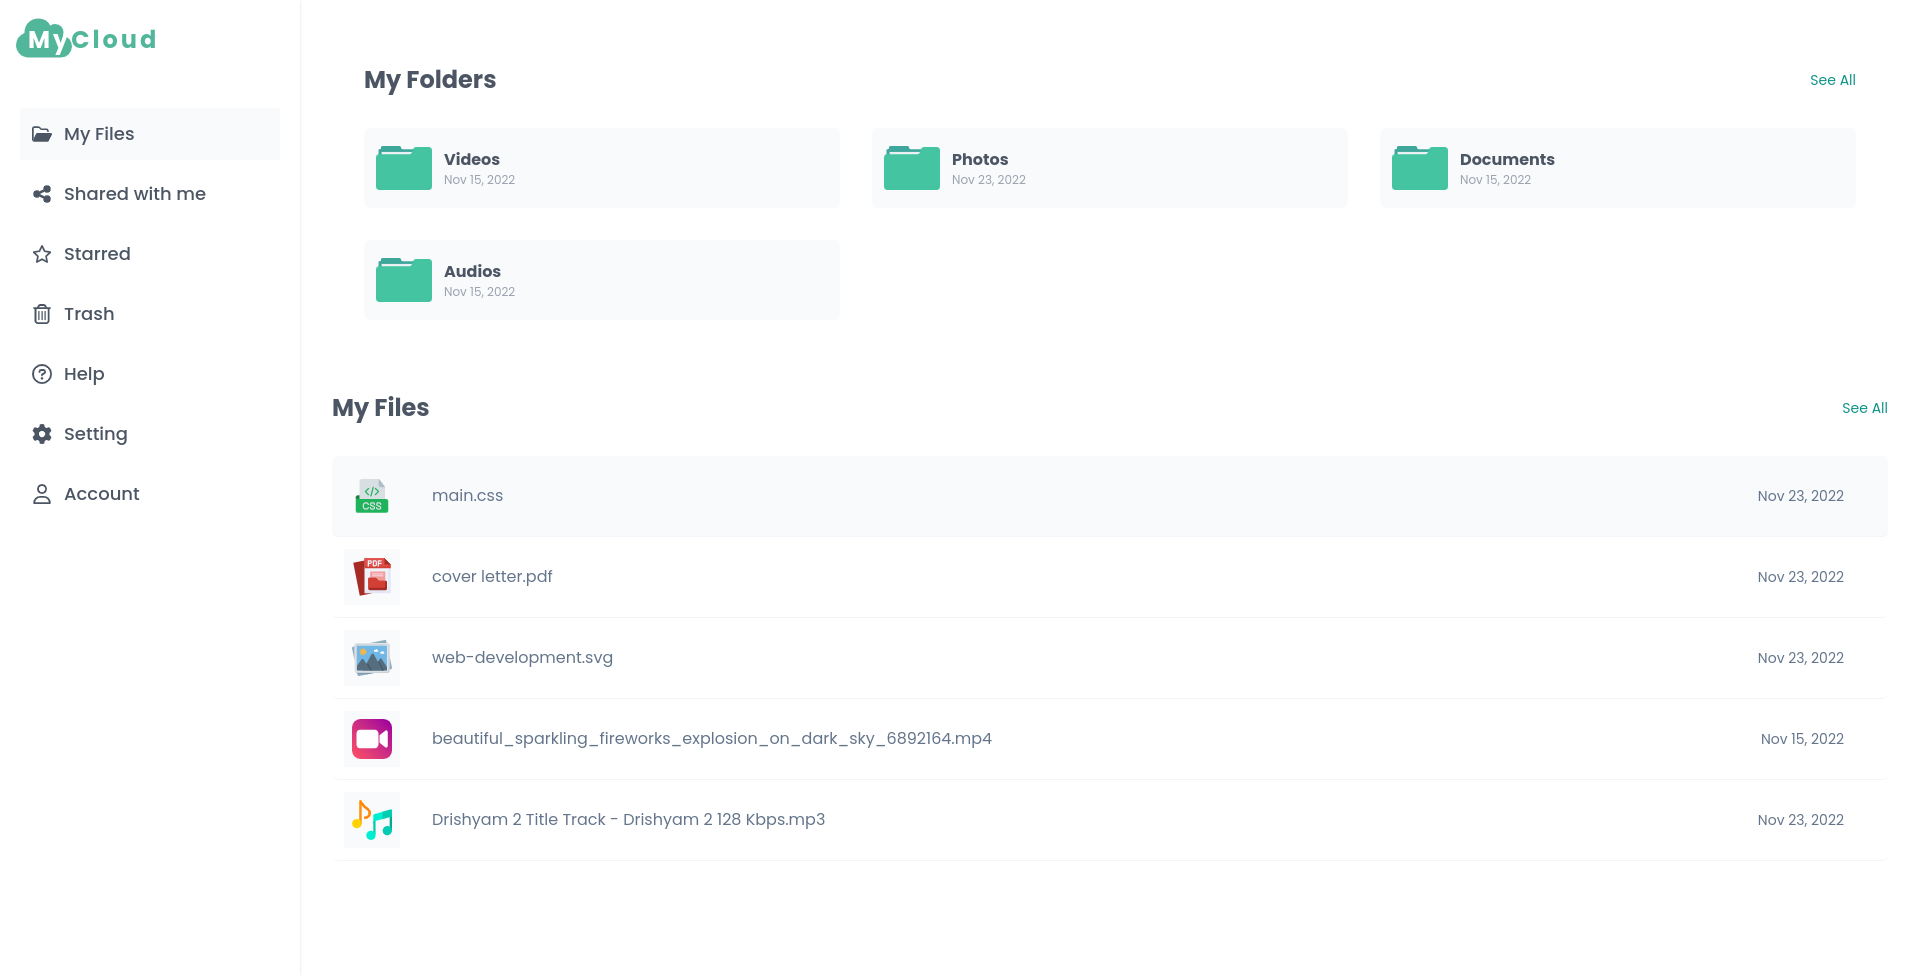 MyCloud
My Files
Shared with me
Starred
Trash
Help
Setting
Account
My Folders
See All
Videos
Nov 15, 2022
Photos
Nov 23, 2022
Documents
Nov 15, 2022
Audios
Nov 15, 2022
My Files
See All
</>
CSS
main.css
Nov 23, 2022
PDF
cover letter.pdf
Nov 23, 2022
web-development.svg
Nov 23, 2022
beautiful_sparkling_fireworks_explosion_on_dark_sky_6892164.mp4
Nov 15, 2022
Drishyam 2 Title Track - Drishyam 2 128 Kbps.mp3
Nov 23, 2022